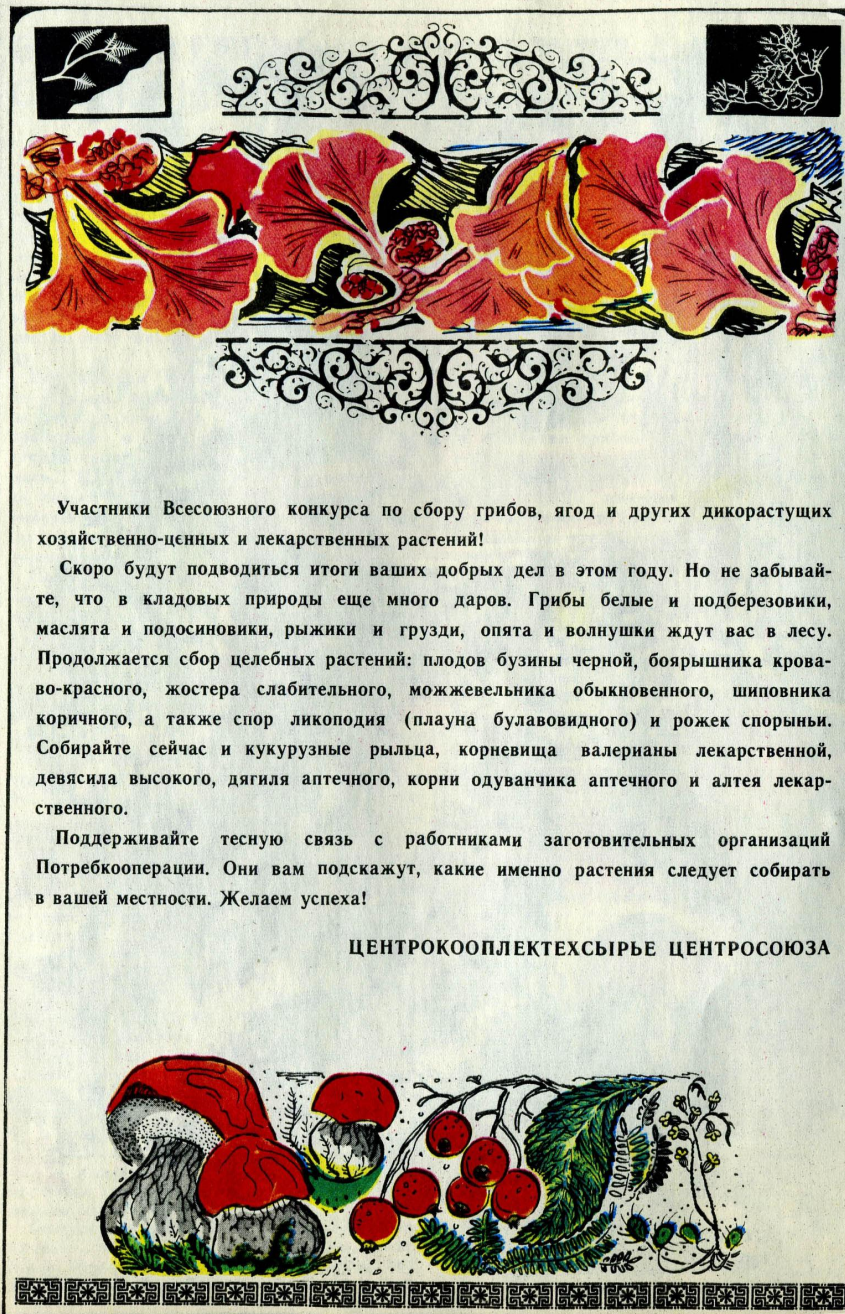 Участники Всесоюзного конкурса по сбору грибов, ягод и других дикорастущих
хозяйственно-ценных и лекарственных растений!
Скоро будут подводиться итоги ваших добрых дел в этом году. Но не забывай-
те, что в кладовых природы еще много даров. Грибы белые и подберезовики,
маслята и подосиновики, рыжики и грузди, опята и волнушки ждут вас в лесу.
Продолжается сбор целебных растений: плодов бузины черной, боярышника крова-
во-красного, жостера слабительного, можжевельника обыкновенного, шиповника
коричного, а также спор ликоподия (плауна булавовидного) и рожек спорыньи.
Собирайте сейчас и кукурузные рыльца, корневища валерианы лекарственной,
девясила высокого, дягиля аптечного, корни одуванчика аптечного и алтея лекар-
ственного.
Поддерживайте тесную связь с работниками заготовительных организаций
Потребкооперации. Они вам подскажут, какие именно растения следует собирать
в вашей местности. Желаем успеха!
ЦЕНТРОКООПЛЕКТЕХСЫРЬЕ ЦЕНТРОСОЮЗА